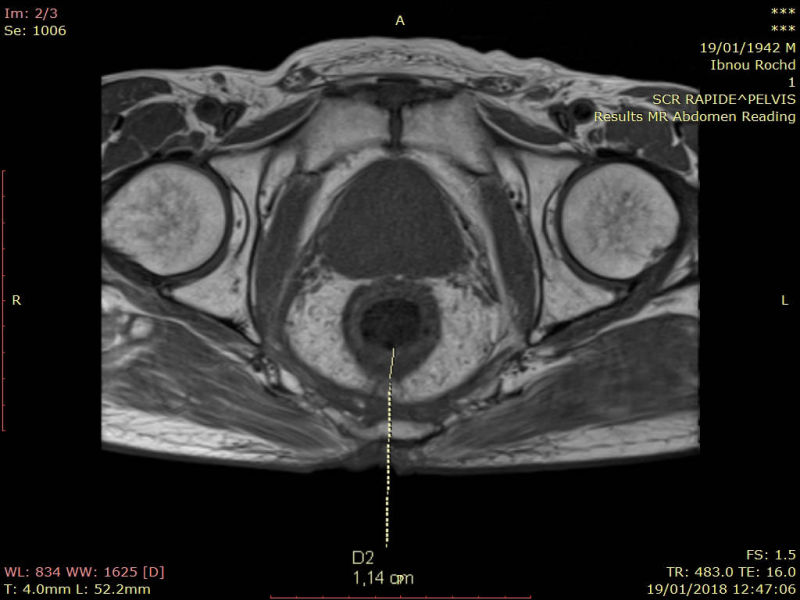 Im: 2/3
Se: 1006
A
***
***
19/01/1942 M
Ibnou Rochd
1
SCR RAPIDE^PELVIS
Results MR Abdomen Reading
R
L
D2
1,14 cm
P
WL: 834 WW: 1625 [D]
T: 4.0mm L: 52.2mm
FS: 1.5
TR: 483.0 TE: 16.0
19/01/2018 12:47:06